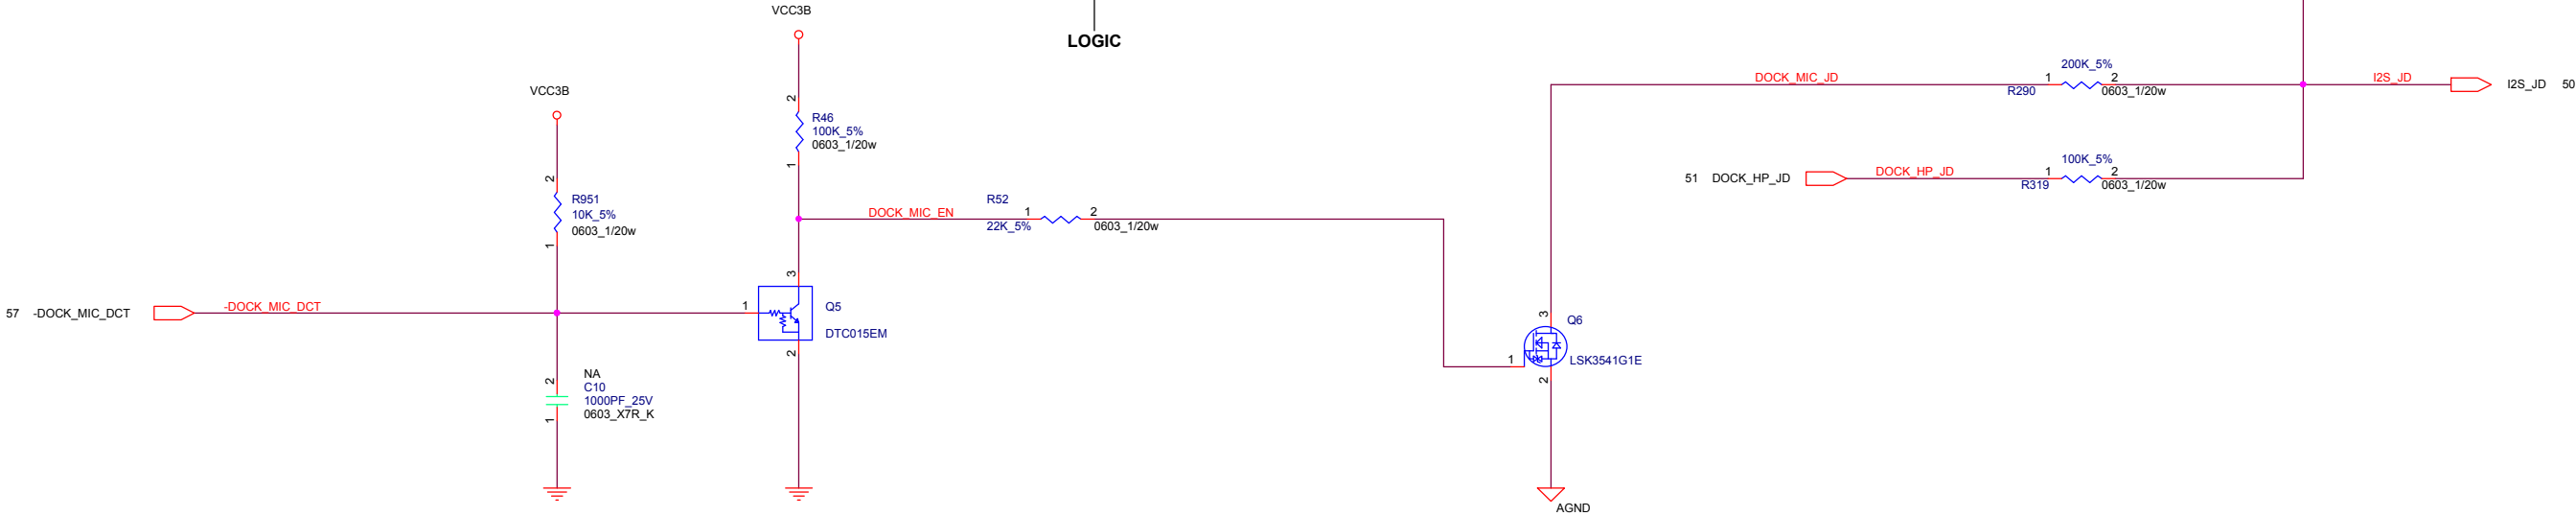 VCC3B
LOGIC
VCC3B
2
R46
100K_5%
0603_1/20w
1
2
R951
10K_5%
0603_1/20w
1
DOCK_MIC_JD
200K_5%
1
2
R290
0603_1/20w
I2S_JD
I2S_JD 50
51 DOCK_HP_JD
DOCK_HP_JD
100K_5%
1
2
R319
0603_1/20w
DOCK_MIC_EN
R52
1
2
22K_5%
0603_1/20w
57 -DOCK_MIC_DCT
-DOCK_MIC_DCT
3
1
Q5
DTC015EM
2
3
Q6
1
LSK3541G1E
2
NA
2
C10
1000PF_25V
0603_X7R_K
1
AGND